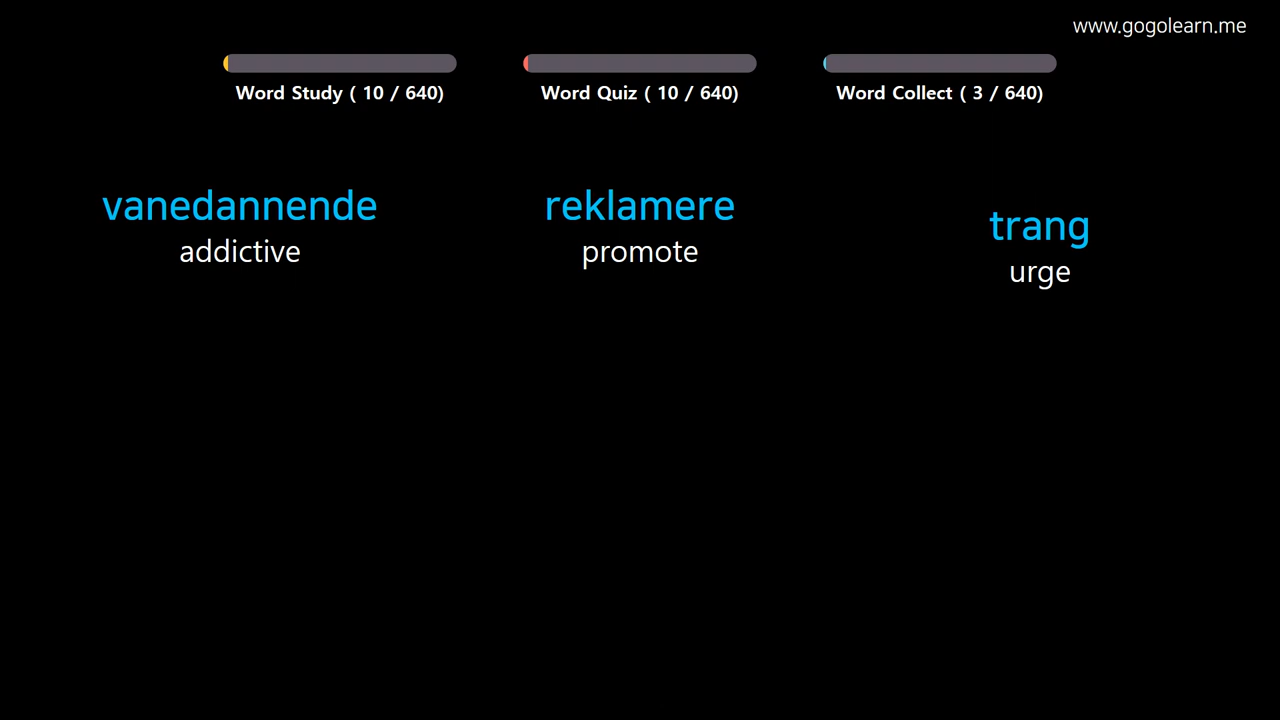 www.gogolearn.me
Word Study ( 10 / 640)
Word Quiz ( 10 / 640)
Word Collect ( 3 / 640)
vanedannende
addictive
reklamere
promote
trang
urge